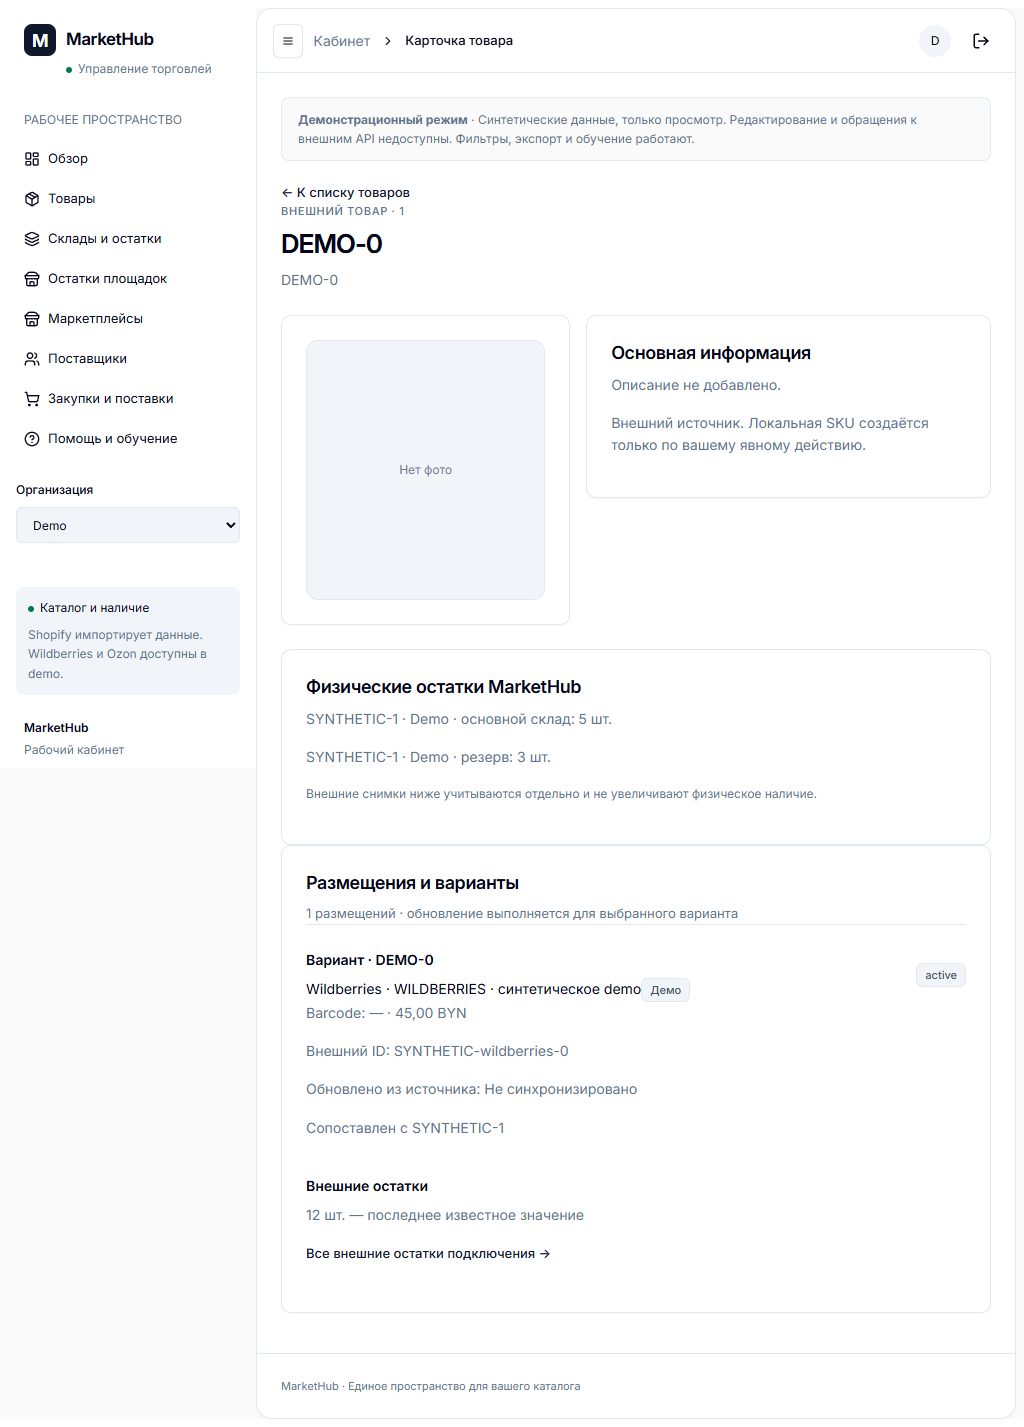 M MarketHub
Управление торговлей
РАБОЧЕЕ ПРОСТРАНСТВО
Обзор
Товары
Склады и остатки
Остатки площадок
Маркетплейсы
Поставщики
Закупки и поставки
Помощь и обучение
Организация
Demo
Каталог и наличие
Shopify импортирует данные.
Wildberries и Ozon доступны в
demo.
MarketHub
Рабочий кабинет
Кабинет > Карточка товара
D
Демонстрационный режим · Синтетические данные, только просмотр. Редактирование и обращения к
внешним API недоступны. Фильтры, экспорт и обучение работают.
← К списку товаров
ВНЕШНИЙ ТОВАР · 1
DEMO-0
DEMO-0
Нет фото
Основная информация
Описание не добавлено.
Внешний источник. Локальная SKU создаётся
только по вашему явному действию.
Физические остатки MarketHub
SYNTHETIC-1 · Demo · основной склад: 5 шт.
SYNTHETIC-1 · Demo · резерв: 3 шт.
Внешние снимки ниже учитываются отдельно и не увеличивают физическое наличие.
Размещения и варианты
1 размещений · обновление выполняется для выбранного варианта
Вариант · DEMO-0
active
Wildberries · WILDBERRIES · синтетическое demo Демо
Barcode: — · 45,00 BYN
Внешний ID: SYNTHETIC-wildberries-0
Обновлено из источника: Не синхронизировано
Сопоставлен с SYNTHETIC-1
Внешние остатки
12 шт. — последнее известное значение
Все внешние остатки подключения →
MarketHub · Единое пространство для вашего каталога